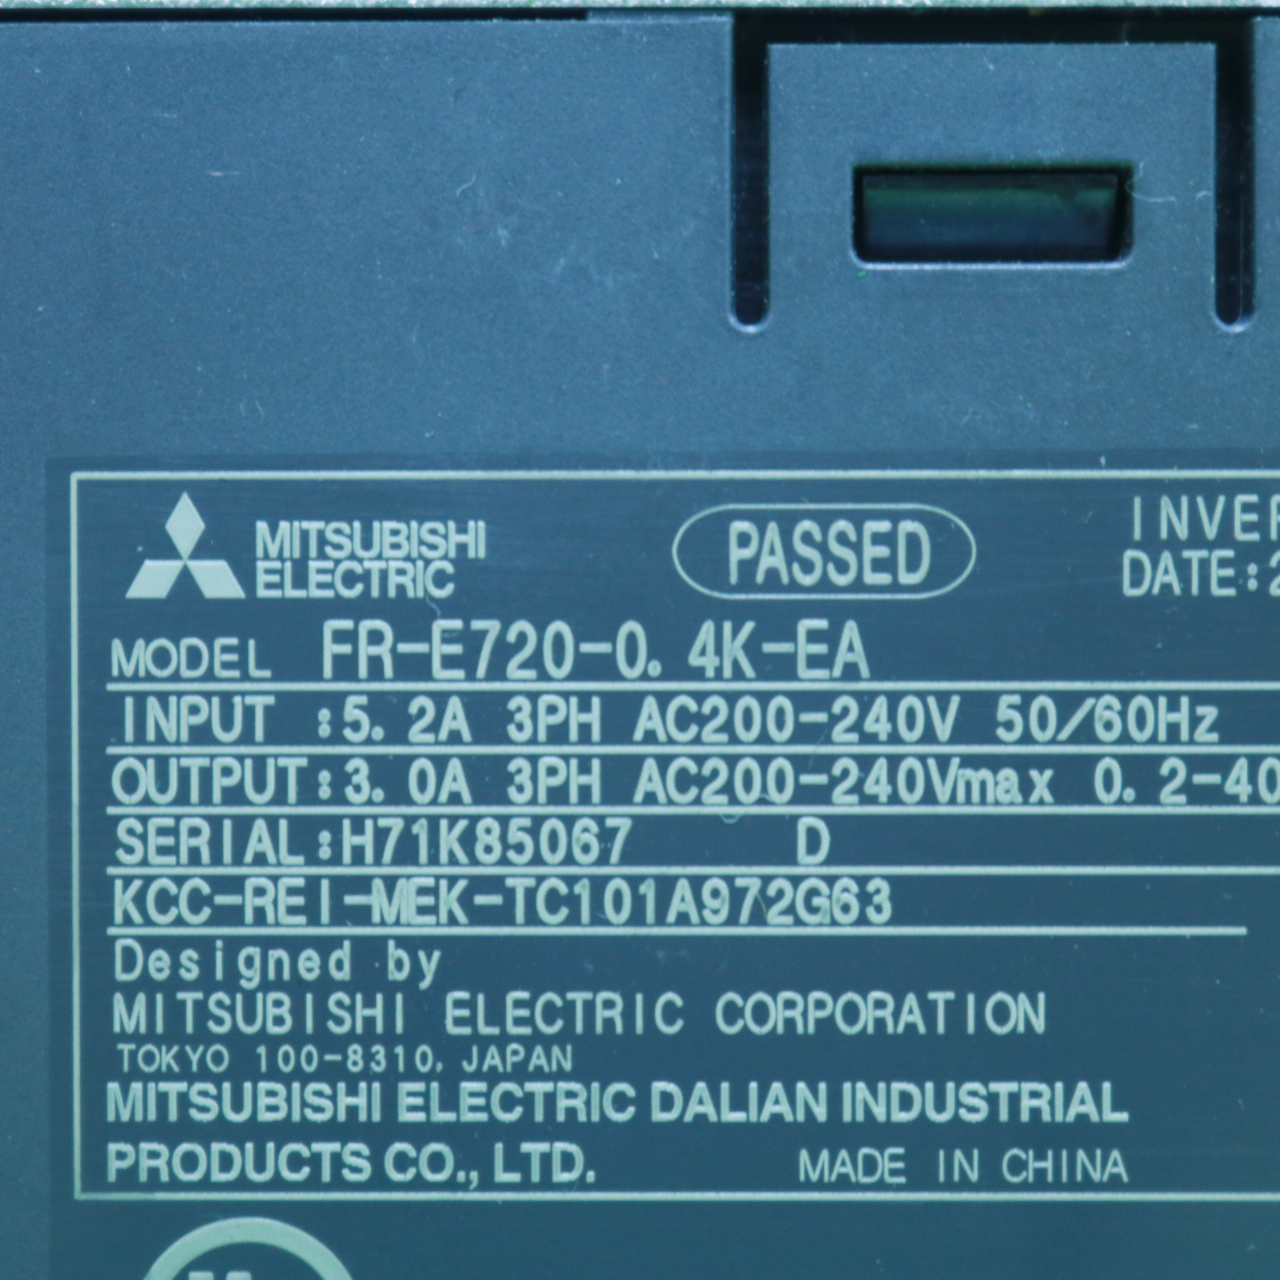 MITSUBISHI
ELECTRIC
PASSED
INVER
DATE:2
MODEL FR-E720-0.4K-EA
INPUT :5.2A 3PH AC200-240V 50/60Hz
OUTPUT:3.0A 3PH AC200-240Vmax 0.2-40
SERIAL:H71K85067 D
KCC-REI-MEK-TC101A972G63
Designed by
MITSUBISHI ELECTRIC CORPORATION
TOKYO 100-8310, JAPAN
MITSUBISHI ELECTRIC DALIAN INDUSTRIAL
PRODUCTS CO., LTD. MADE IN CHINA